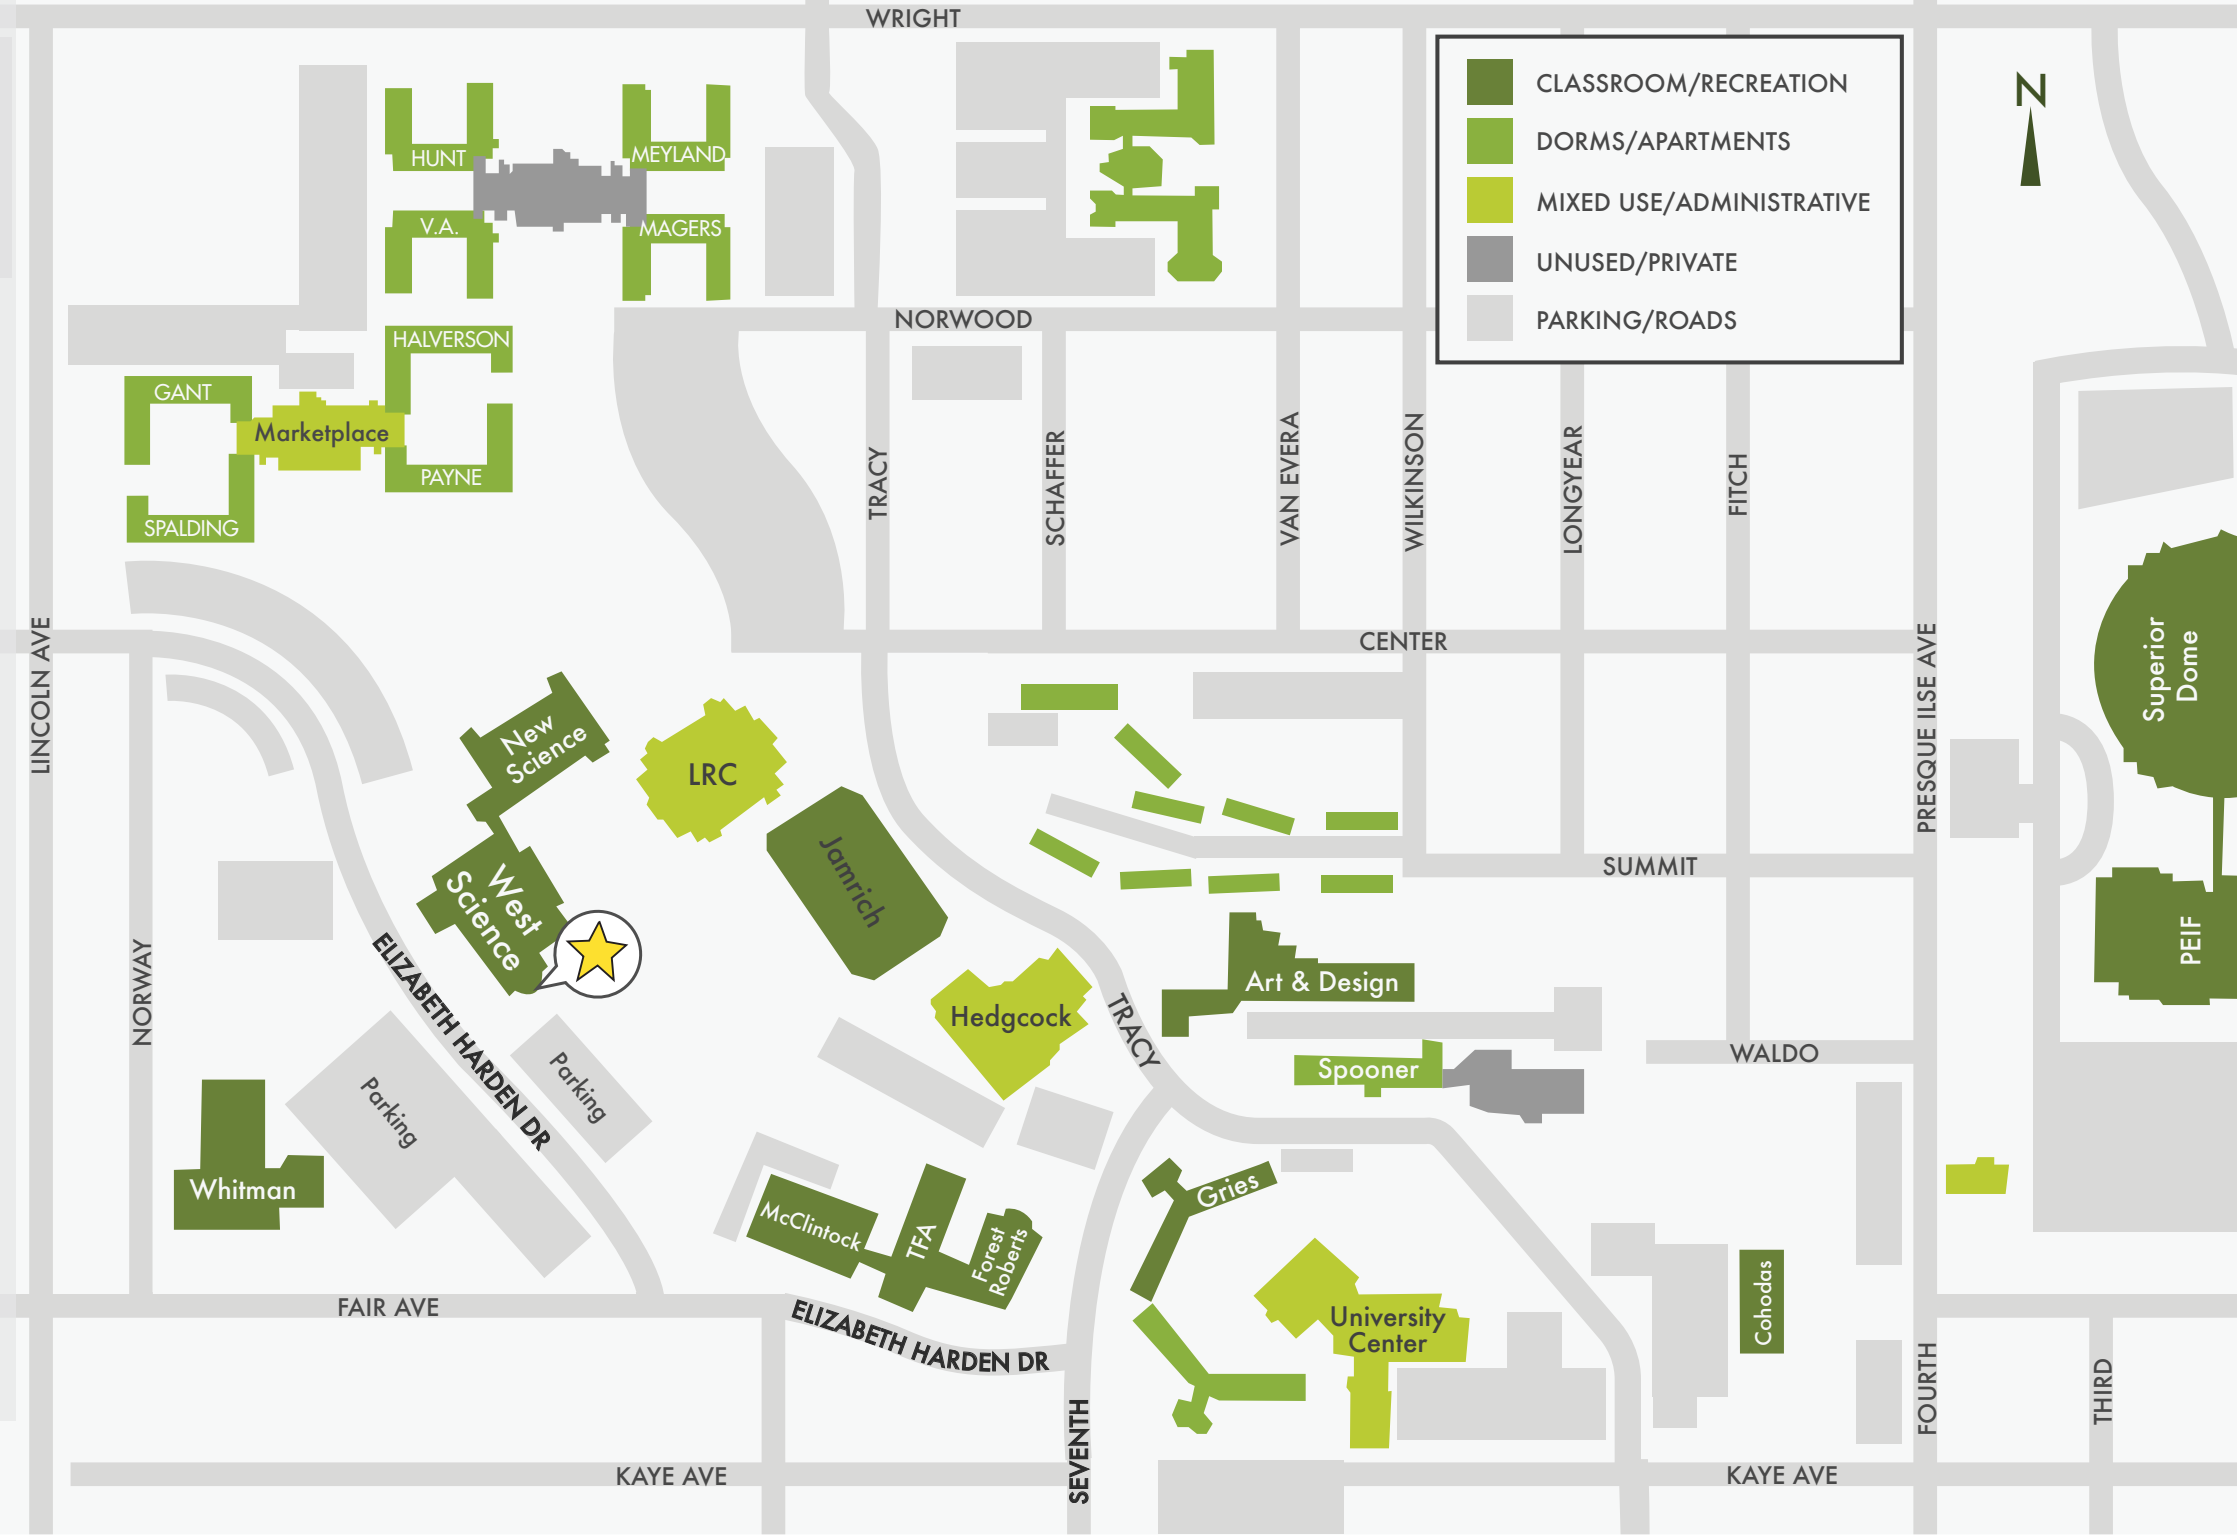 WRIGHT
CLASSROOM/RECREATION
DORMS/APARTMENTS
MIXED USE/ADMINISTRATIVE
UNUSED/PRIVATE
PARKING/ROADS
N
HUNT
MEYLAND
V.A.
MAGERS
NORWOOD
HALVERSON
GANT
Marketplace
PAYNE
SPALDING
TRACY
SCHAFFER
VAN EVERA
WILKINSON
LONGYEAR
FITCH
CENTER
LINCOLN AVE
PRESQUE ILSE AVE
Superior
Dome
New
Science
LRC
Jamrich
SUMMIT
West
Science
PEIF
NORWAY
ELIZABETH HARDEN DR
Art & Design
Hedgcock
TRACY
WALDO
Spooner
Parking
Parking
Whitman
McClintock
TFA
Forest
Roberts
Gries
Cohodas
University
Center
FAIR AVE
ELIZABETH HARDEN DR
FOURTH
THIRD
SEVENTH
KAYE AVE
KAYE AVE